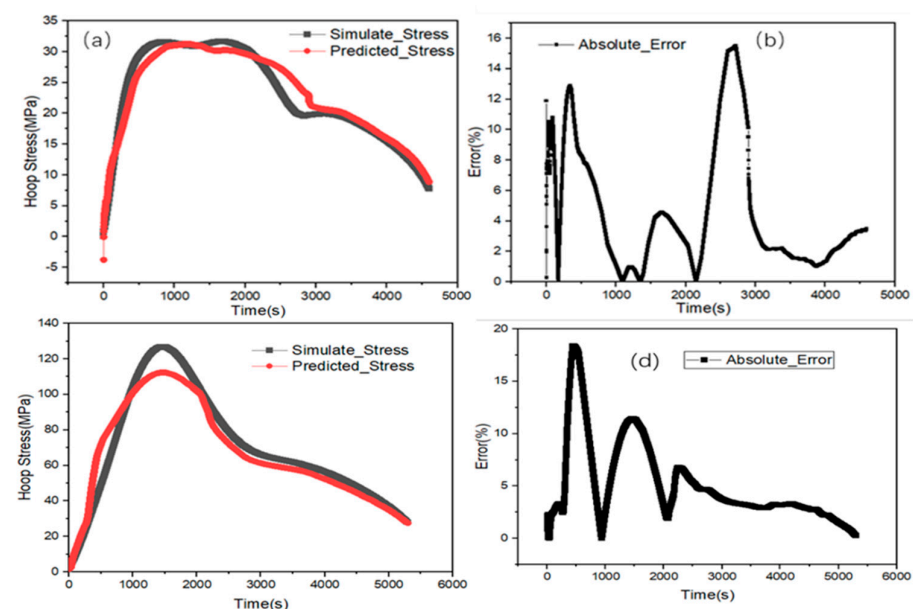 (a)
Simulate_Stress
Predicted_Stress
Hoop Stress(MPa)
35
30
25
20
15
10
5
0
-5
0 1000 2000 3000 4000 5000
Time(s)
(b)
Absolute_Error
Error(%)
16
14
12
10
8
6
4
2
0
0 1000 2000 3000 4000 5000
Time(s)
Simulate_Stress
Predicted_Stress
Hoop Stress(MPa)
140
120
100
80
60
40
20
0
0 1000 2000 3000 4000 5000 6000
Time(s)
(d)
Absolute_Error
Error(%)
20
15
10
5
0
0 1000 2000 3000 4000 5000 6000
Time(s)